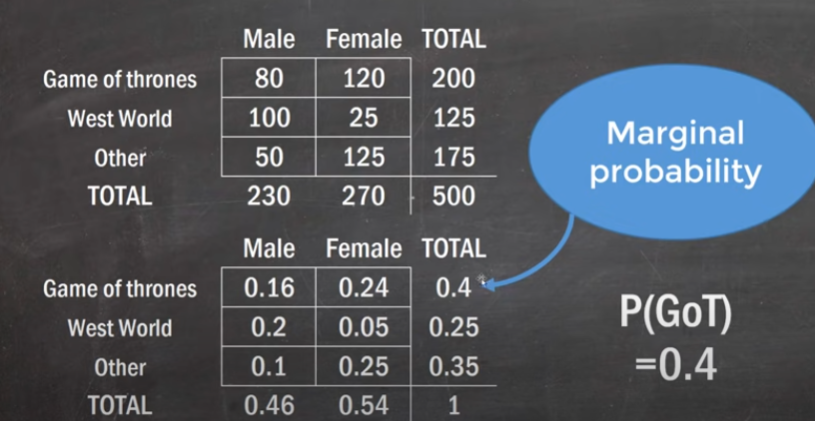 Male Female TOTAL
Game of thrones 80 120 200
West World 100 25 125
Other 50 125 175
TOTAL 230 270 500
Male Female TOTAL
Game of thrones 0.16 0.24 0.4
West World 0.2 0.05 0.25
Other 0.1 0.25 0.35
TOTAL 0.46 0.54 1
Marginal
probability
P(GoT)
=0.4